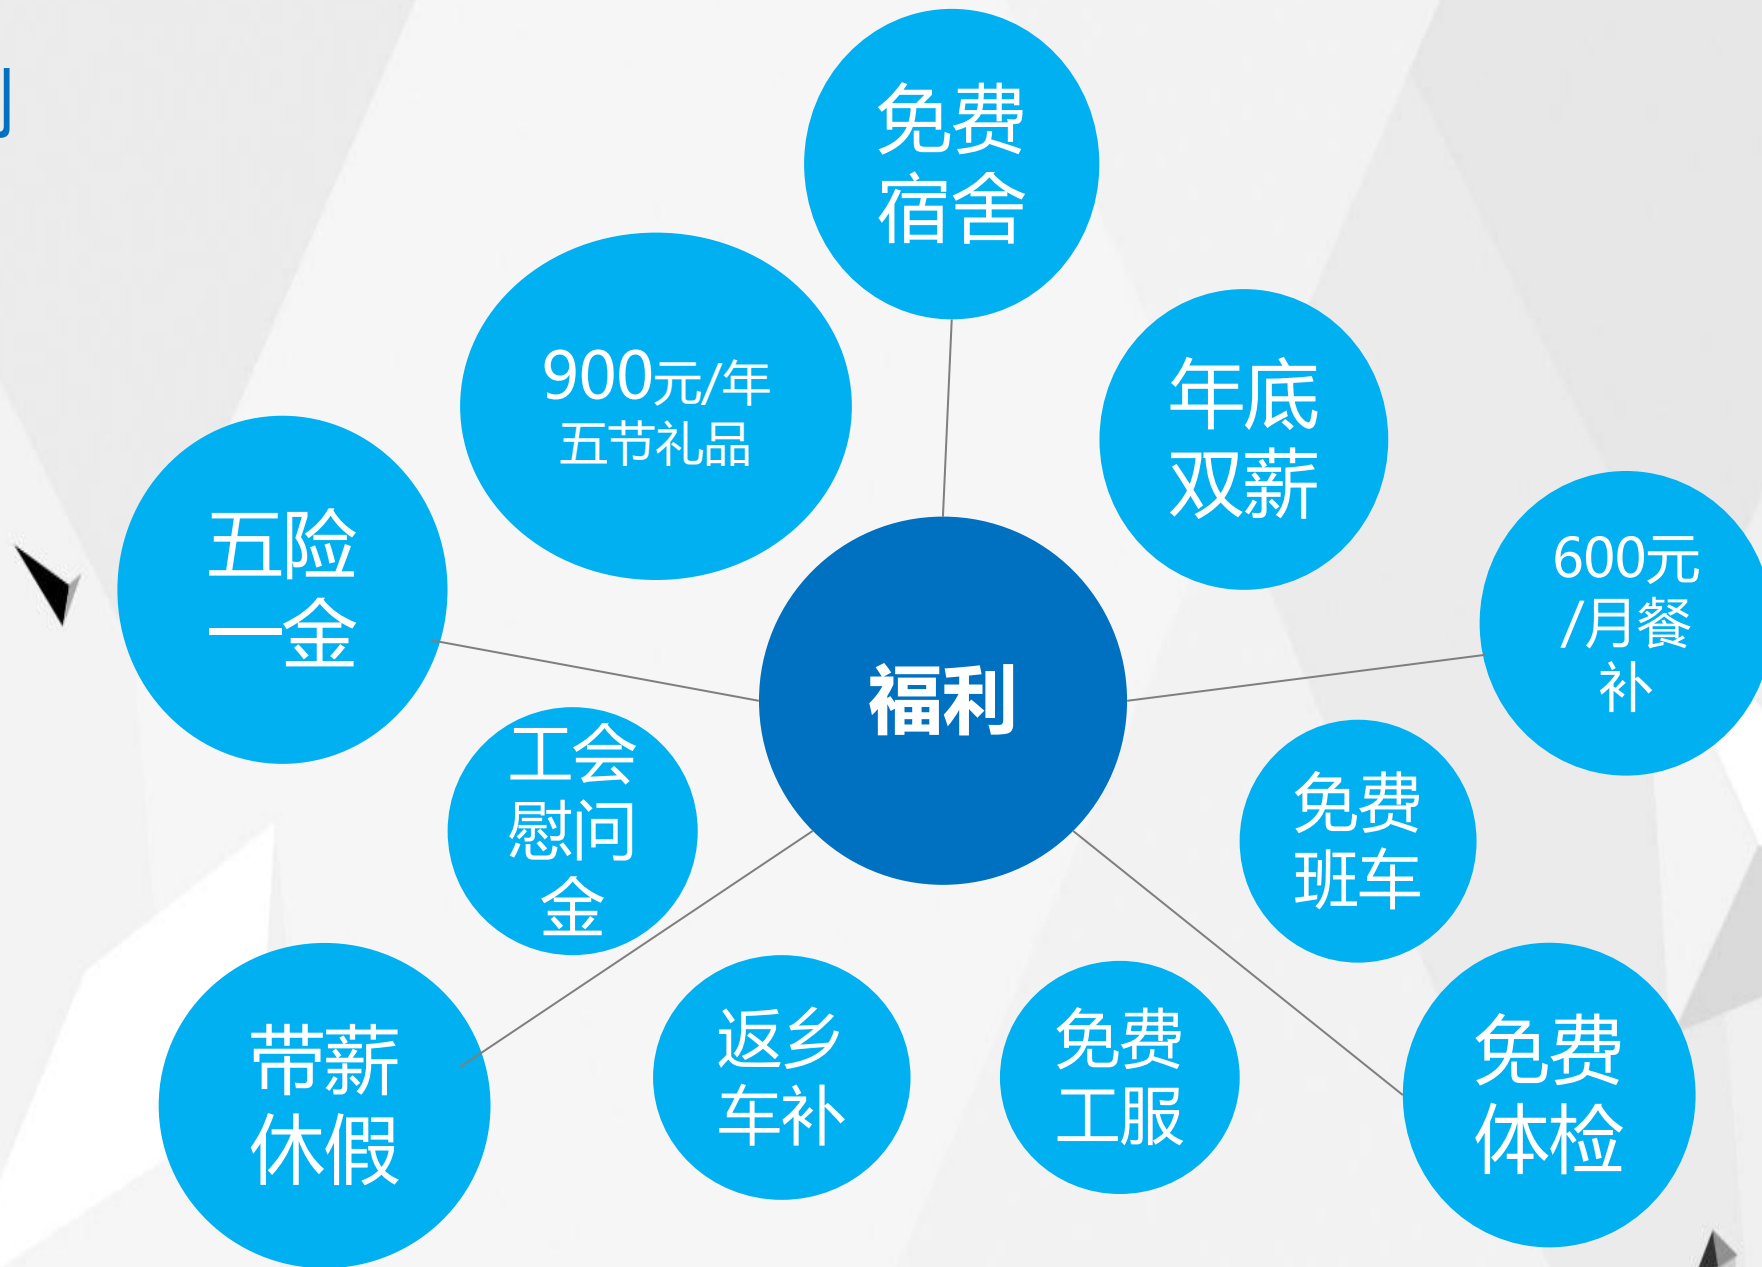 免费
宿舍
900元/年
五节礼品
年底
双薪
五险
一金
600元
/月餐
补
福利
工会
慰问
金
免费
班车
带薪
休假
返乡
车补
免费
工服
免费
体检